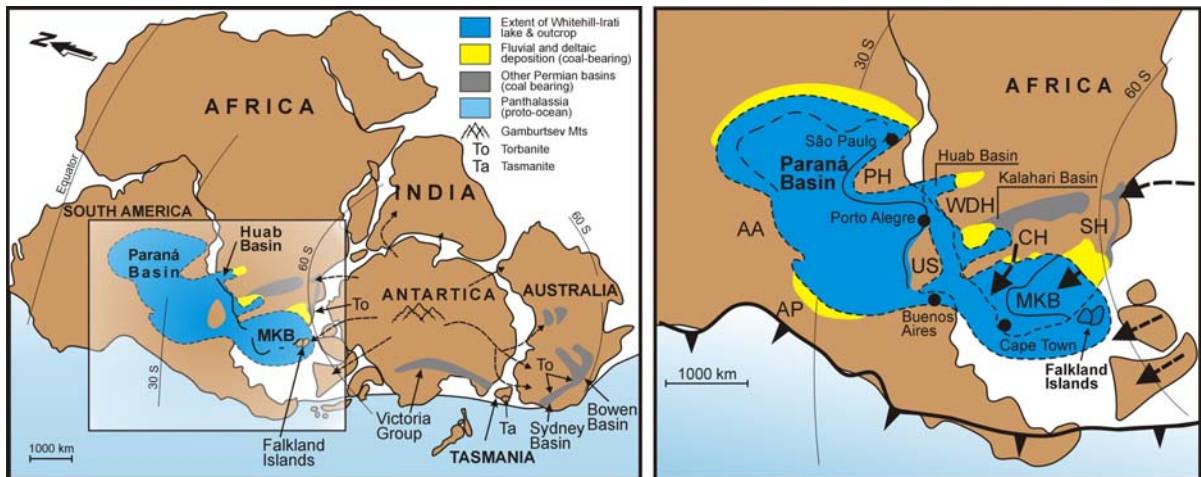 N
Extent of Whitehill-Irati
lake & outcrop
Fluvial and deltaic
deposition (coal-bearing)
Other Permian basins
(coal bearing)
Panthalassia
(proto-ocean)
Gamburtsev Mts
To Torbanite
Ta Tasmanite
AFRICA
Equator
INDIA
SOUTH AMERICA
60 S
Huab
Basin
60 S
Paraná
Basin
To
ANTARTICA
AUSTRALIA
MKB
To
30 S
Victoria
Group
Bowen
Basin
Ta
Sydney
Basin
Falkland
Islands
TASMANIA
1000 km
30 S
AFRICA
60 S
São Paulo
Huab Basin
Paraná
Basin
PH
Kalahari Basin
WDH
Porto Alegre
SH
AA
CH
US
MKB
AP
Buenos
Aires
Cape Town
Falkland
Islands
1000 km